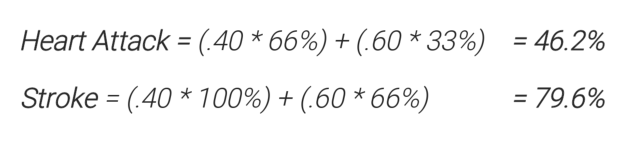 Heart Attack = (.40 * 66%) + (.60 * 33%) = 46.2%
Stroke = (.40 * 100%) + (.60 * 66%) = 79.6%